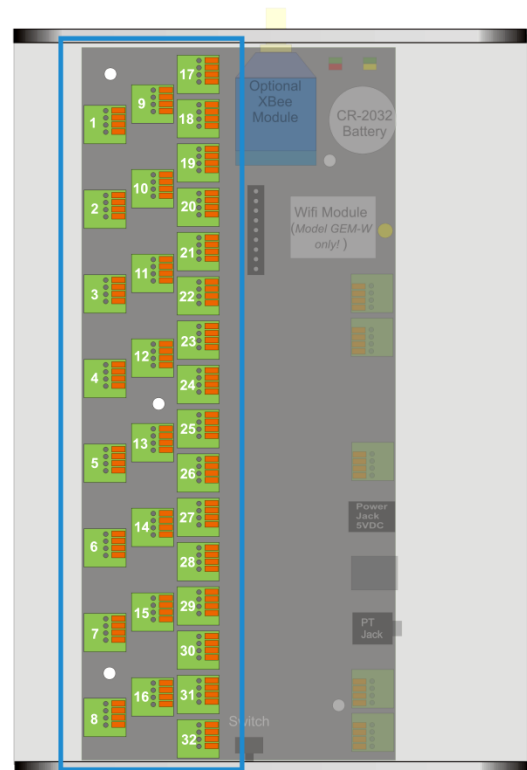 1
2
3
4
5
6
7
8
9
10
11
12
13
14
15
16
17
18
19
20
21
22
23
24
25
26
27
28
29
30
31
32
Optional
XBee
Module
CR-2032
Battery
Wifi Module
(Model GEM-W
only! )
Power
Jack
5VDC
PT
Jack
Switch